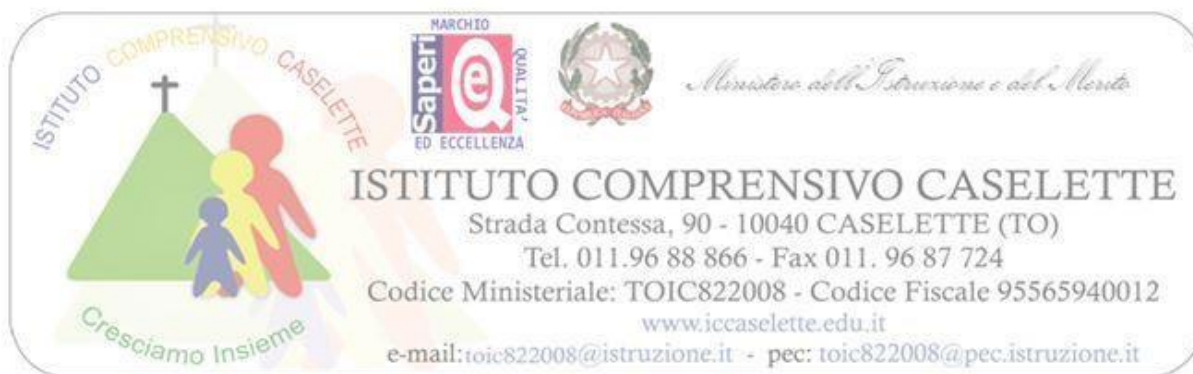 ISTITUTO COMPRENSIVO CASELETTE
Cresciamo Insieme
MARCHIO
Saperi
QUALITA'
ED ECCELLENZA
Ministero dell'Istruzione e del Merito
ISTITUTO COMPRENSIVO CASELETTE
Strada Contessa, 90 - 10040 CASELETTE (TO)
Tel. 011.96 88 866 - Fax 011. 96 87 724
Codice Ministeriale: TOIC822008 - Codice Fiscale 95565940012
www.iccaselette.edu.it
e-mail:toic822008@istruzione.it - pec: toic822008@pec.istruzione.it